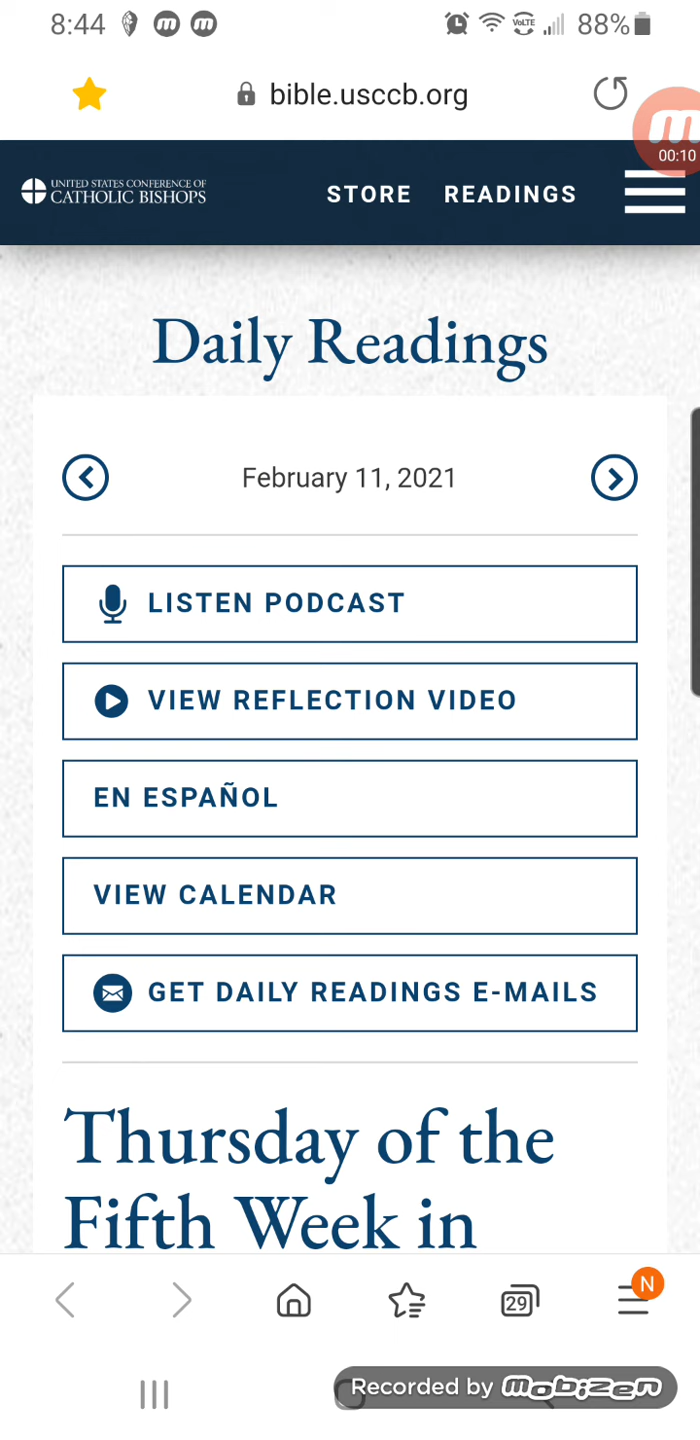 8:44 VoLTE 88%
bible.usccb.org
00:10
UNITED STATES CONFERENCE OF
CATHOLIC BISHOPS
STORE READINGS
Daily Readings
February 11, 2021
LISTEN PODCAST
VIEW REFLECTION VIDEO
EN ESPAÑOL
VIEW CALENDAR
GET DAILY READINGS E-MAILS
Thursday of the
Fifth Week in
29
N
Recorded by mobizen